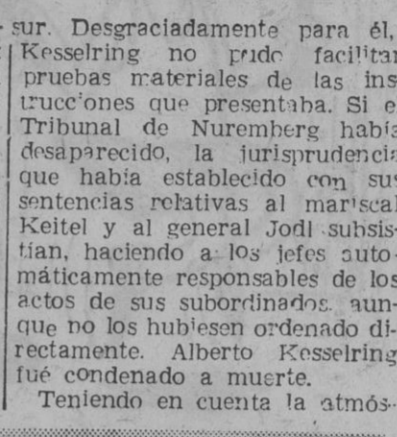 sur. Desgraciadamente para él,
Kesselring no pudo facilitar
pruebas materiales de las ins
trucciones que presentaba. Si e
Tribunal de Nuremberg había
desaparecido, la jurisprudencia
que había establecido con sus
sentencias relativas al mariscal
Keitel y al general Jodl subsis-
tían, haciendo a los jefes auto-
máticamente responsables de los
actos de sus subordinados, aun-
que no los hubiesen ordenado di-
rectamente. Alberto Kesselring
fué condenado a muerte.
Teniendo en cuenta la atmós-